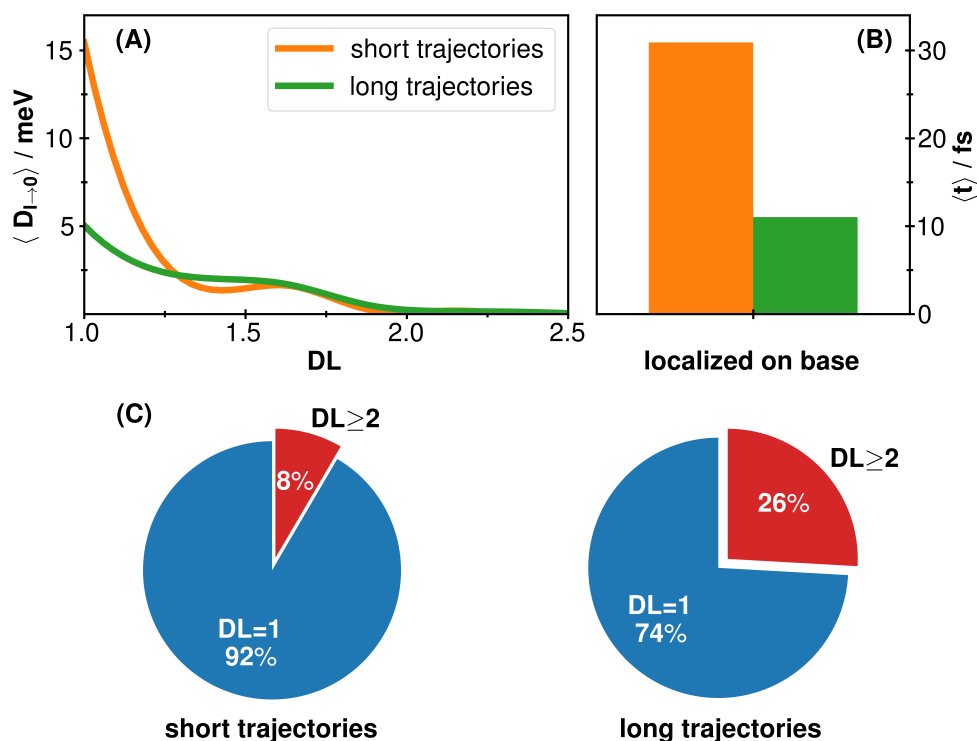 (A)
short trajectories
long trajectories
⟨ D_{I→0}⟩ / meV
15
10
5
1.0
1.5
2.0
2.5
DL
(B)
30
20
10
0
⟨t⟩ / fs
localized on base
(C)
DL≥2
8%
DL=1
92%
short trajectories
DL≥2
26%
DL=1
74%
long trajectories